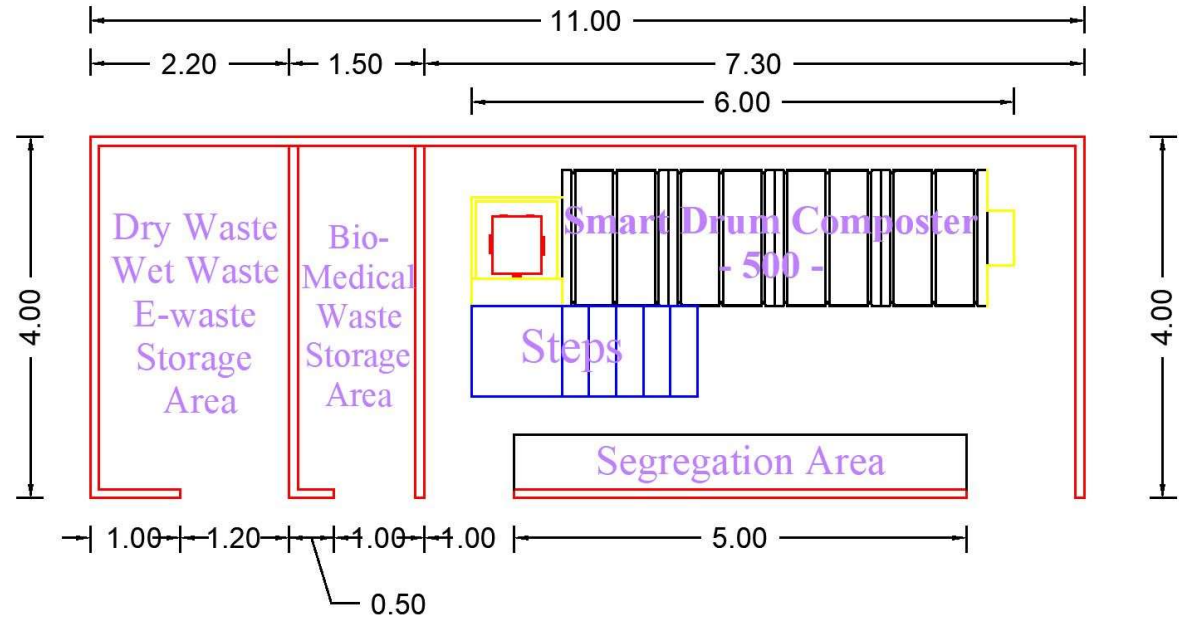 11.00
2.20 1.50 7.30
6.00
Dry Waste
Wet Waste
E-waste
Storage
Area
Bio-
Medical
Waste
Storage
Area
Smart Drum Composter
- 500 -
Steps
4.00
4.00
Segregation Area
1.00 1.20 1.00 1.00 5.00
0.50